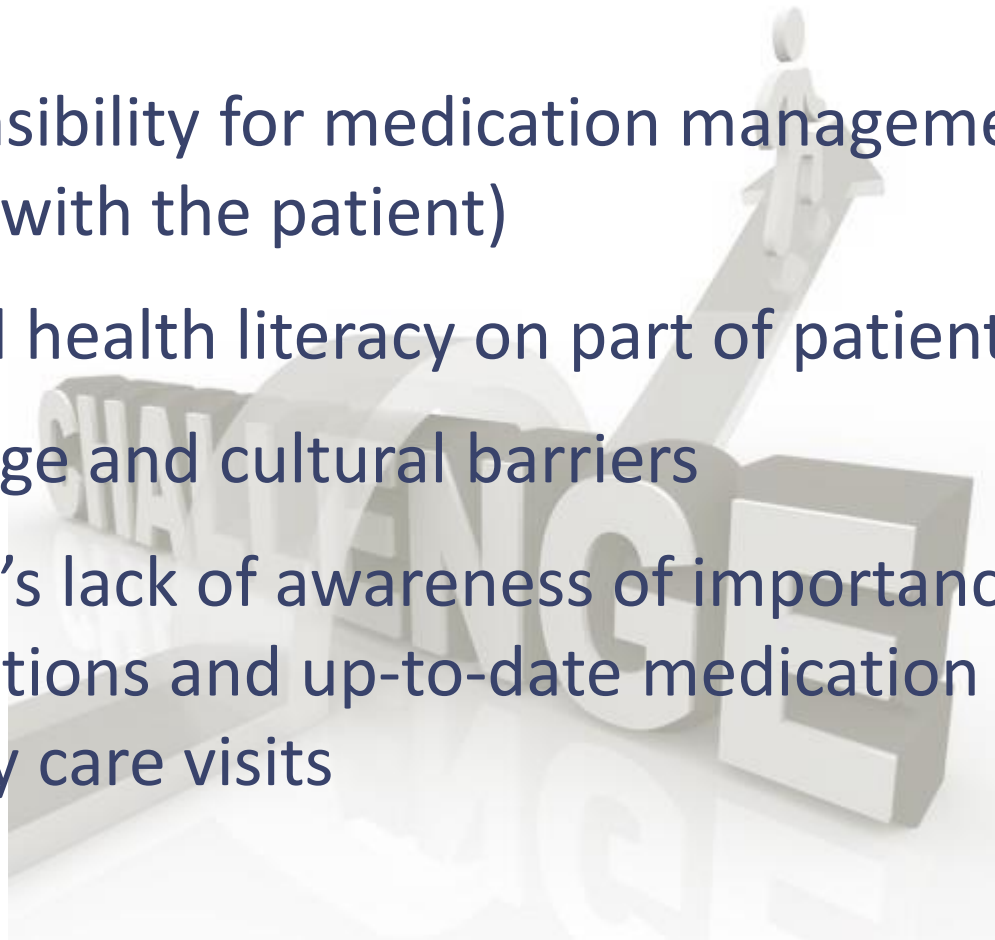 nsibility for medication manageme
with the patient)
l health literacy on part of patient
ge and cultural barriers
's lack of awareness of importanc
tions and up-to-date medication
y care visits
CHALLENGE